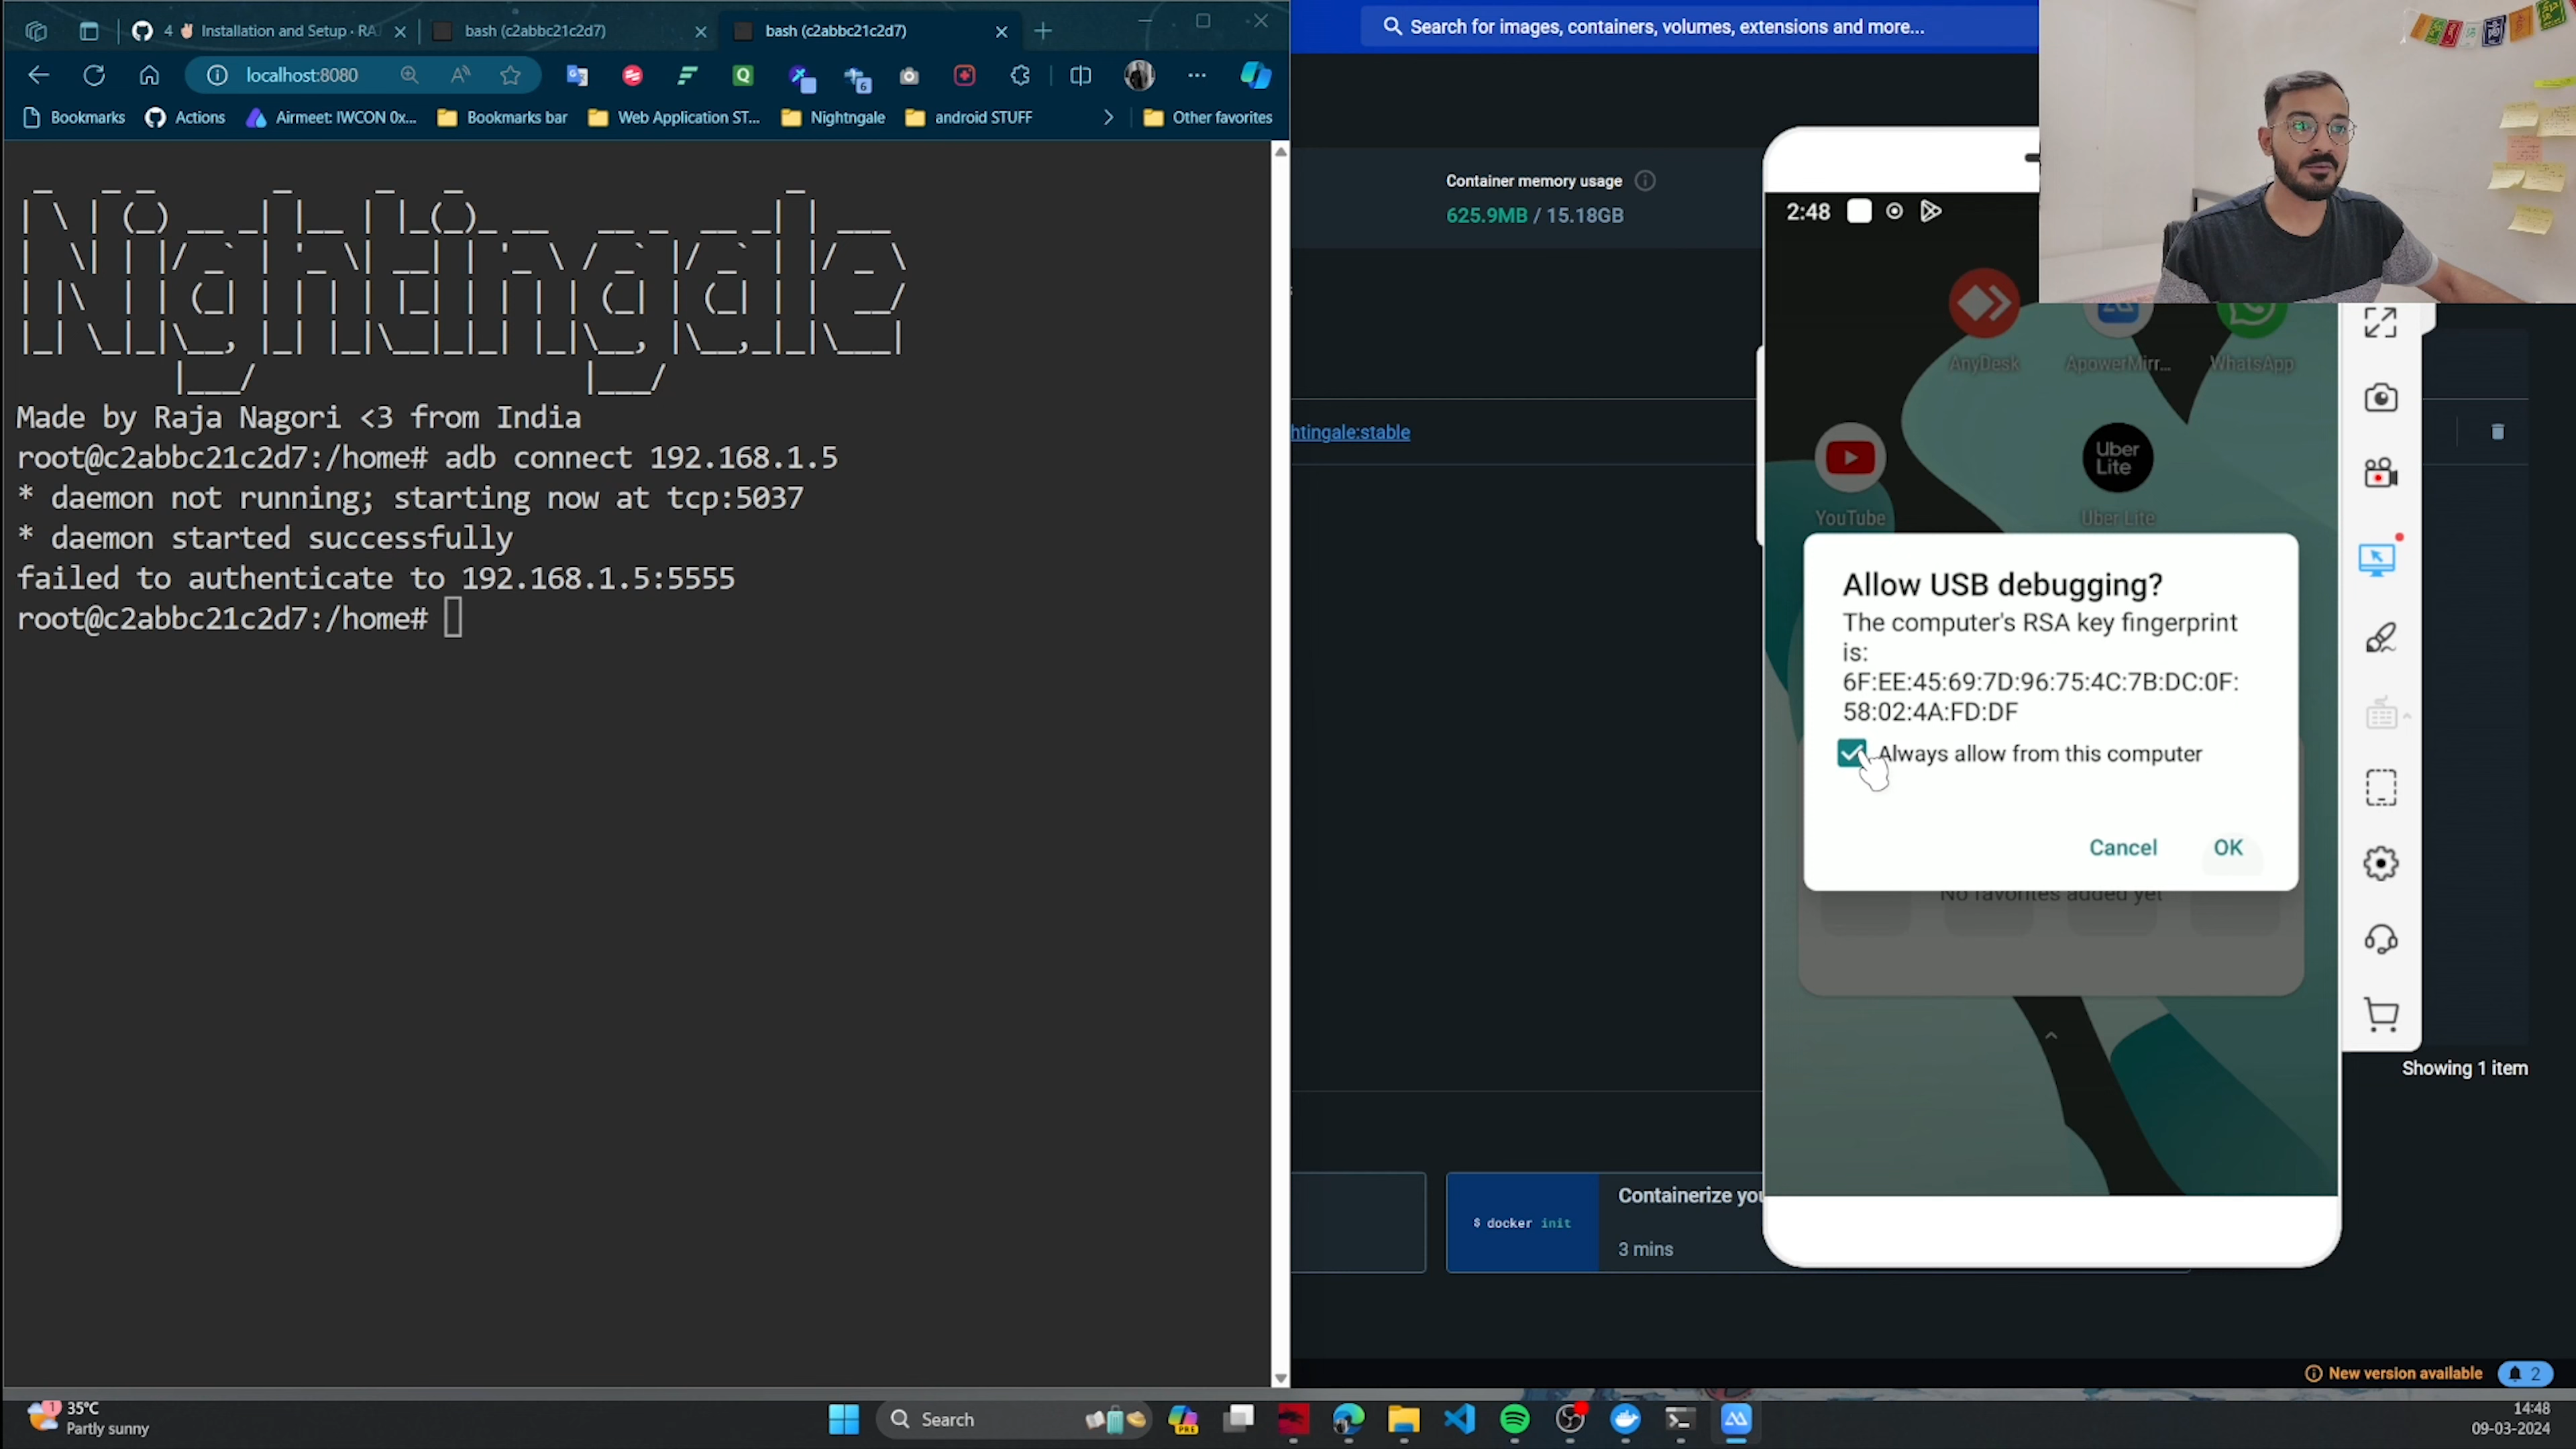 4 Installation and Setup · RA
bash (c2abbc21c2d7)
bash (c2abbc21c2d7)
localhost:8080
6
Bookmarks
Actions
Airmeet: IWCON 0x...
Bookmarks bar
Web Application ST...
Nightngale
android STUFF
Other favorites
Nightingale
Made by Raja Nagori <3 from India
root@c2abbc21c2d7:/home# adb connect 192.168.1.5
* daemon not running; starting now at tcp:5037
* daemon started successfully
failed to authenticate to 192.168.1.5:5555
root@c2abbc21c2d7:/home#
Search for images, containers, volumes, extensions and more...
Container memory usage
625.9MB / 15.18GB
htingale:stable
2:48
AnyDesk
ApowerMirr...
WhatsApp
YouTube
Uber
Lite
Uber Lite
Allow USB debugging?
The computer's RSA key fingerprint
is:
6F:EE:45:69:7D:96:75:4C:7B:DC:0F:
58:02:4A:FD:DF
Always allow from this computer
Cancel
OK
No favorites added yet
Showing 1 item
$ docker init
Containerize you
3 mins
New version available
2
1
35°C
Partly sunny
Search
PRE
14:48
09-03-2024